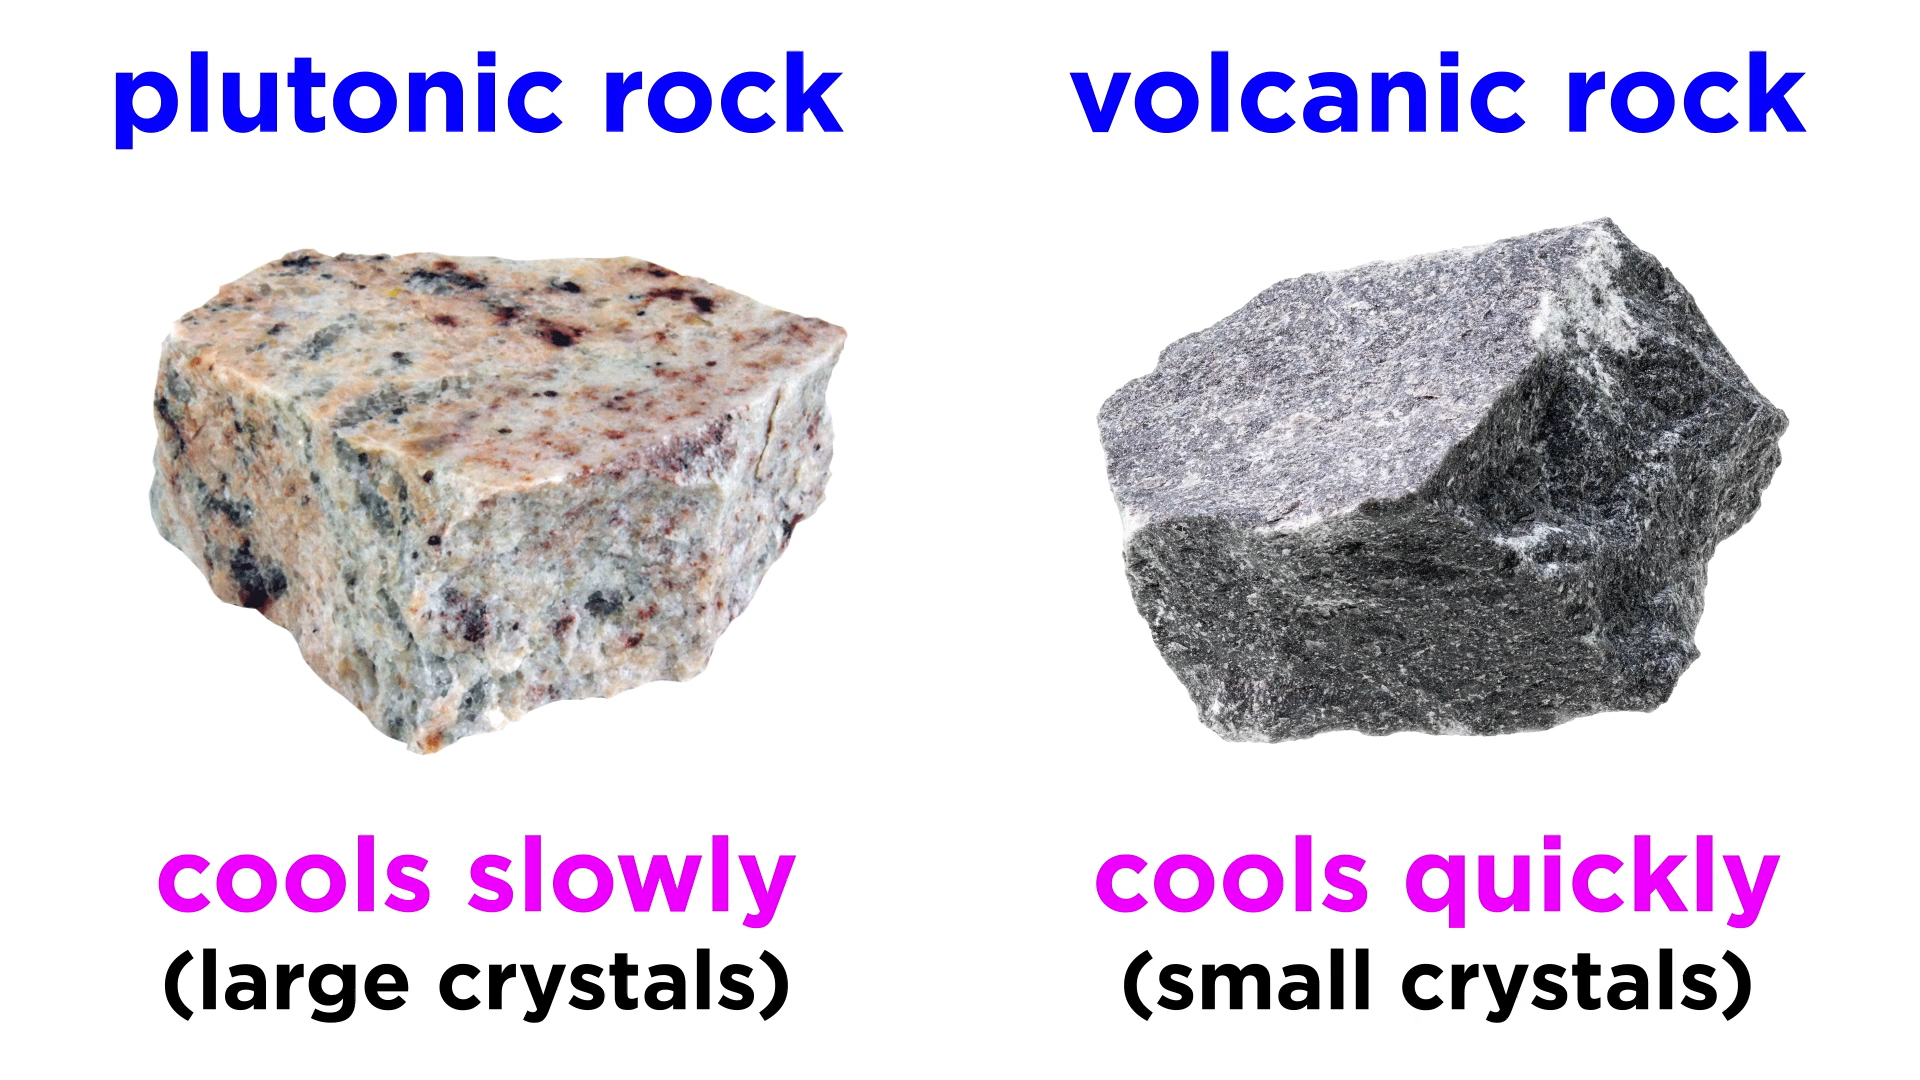 plutonic rock
volcanic rock
cools slowly
(large crystals)
cools quickly
(small crystals)